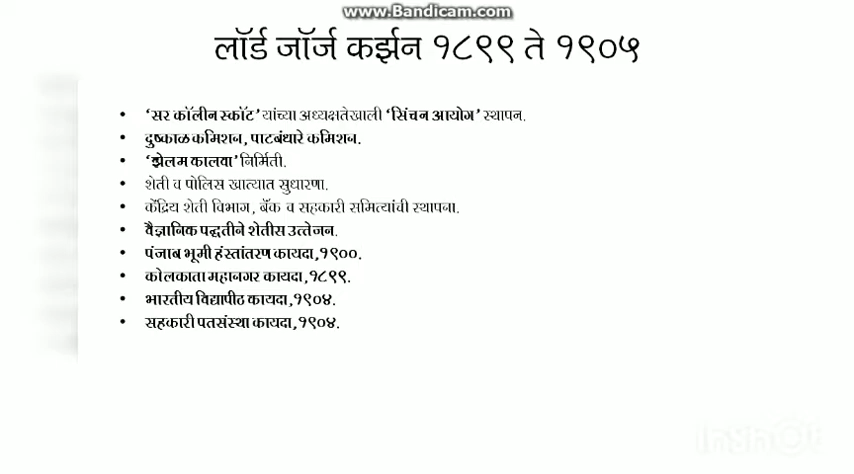 www.Bandicam.com
लॉर्ड जॉर्ज कर्झन १८९९ ते १९०५
• ‘सर कॉलीन स्कॉट’ यांच्या अध्यक्षतेखाली ‘सिंचन आयोग’ स्थापन.
• दुष्काळ कमिशन, पाटबंधारे कमिशन.
• ‘झेलम कालवा’ निर्मिती.
• शेती व पोलिस खात्यात सुधारणा.
• केंद्रिय शेती विभाग, बॅंक व सहकारी समित्यांची स्थापना.
• वैज्ञानिक पद्धतीने शेतीस उत्तेजन.
• पंजाब भूमी हंस्तांतरण कायदा,१९००.
• कोलकाता महानगर कायदा,१८९९.
• भारतीय विद्यापीठ कायदा,१९०४.
• सहकारी पतसंस्था कायदा,१९०४.